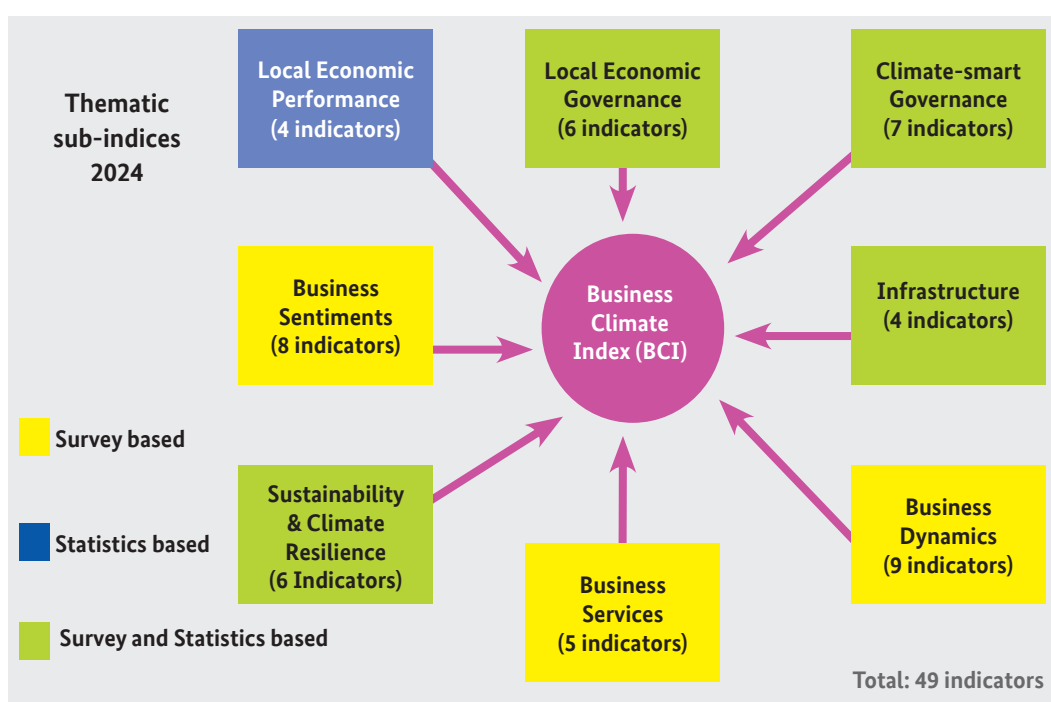 Thematic
sub-indices
2024
Local Economic
Performance
(4 indicators)
Local Economic
Governance
(6 indicators)
Climate-smart
Governance
(7 indicators)
Business
Sentiments
(8 indicators)
Business
Climate
Index (BCI)
Infrastructure
(4 indicators)
Survey based
Statistics based
Survey and Statistics based
Sustainability
& Climate
Resilience
(6 Indicators)
Business
Services
(5 indicators)
Business
Dynamics
(9 indicators)
Total: 49 indicators